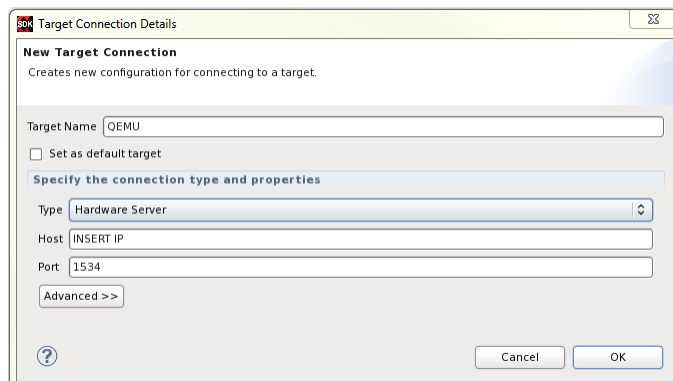 SDK Target Connection Details
New Target Connection
Creates new configuration for connecting to a target.
Target Name QEMU
Set as default target
Specify the connection type and properties
Type Hardware Server
Host INSERT IP
Port 1534
Advanced >>
? Cancel OK